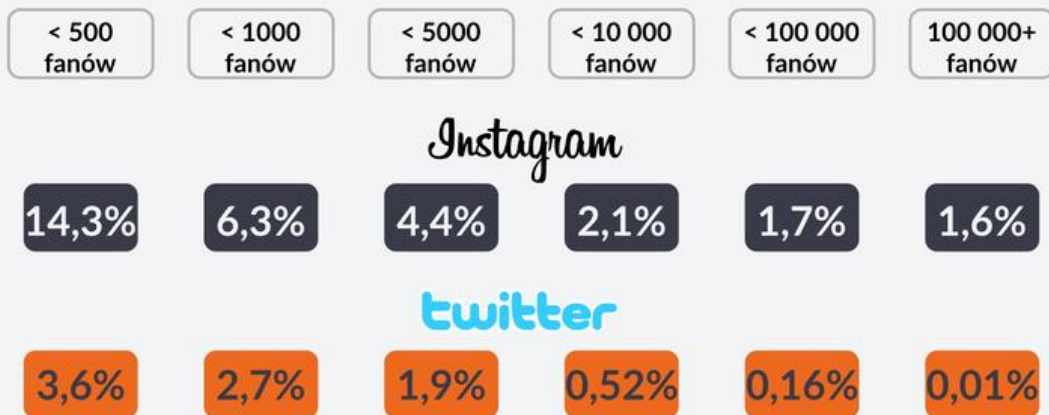 < 500 fanów
< 1000 fanów
< 5000 fanów
< 10 000 fanów
< 100 000 fanów
100 000+ fanów
Instagram
14,3% 6,3% 4,4% 2,1% 1,7% 1,6%
twitter
3,6% 2,7% 1,9% 0,52% 0,16% 0,01%